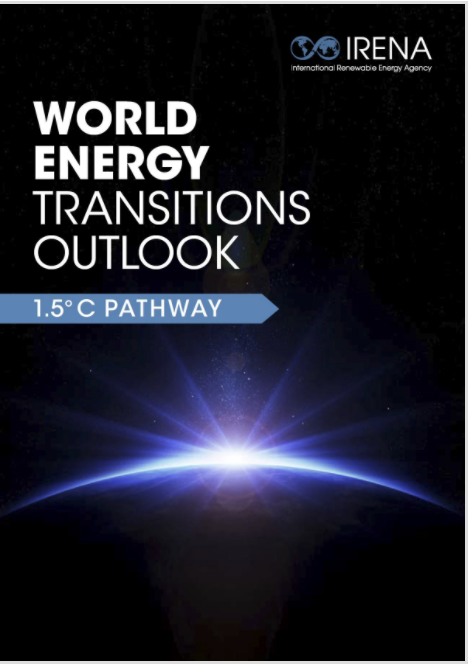 IRENA
International Renewable Energy Agency
WORLD
ENERGY
TRANSITIONS
OUTLOOK
1.5° C PATHWAY